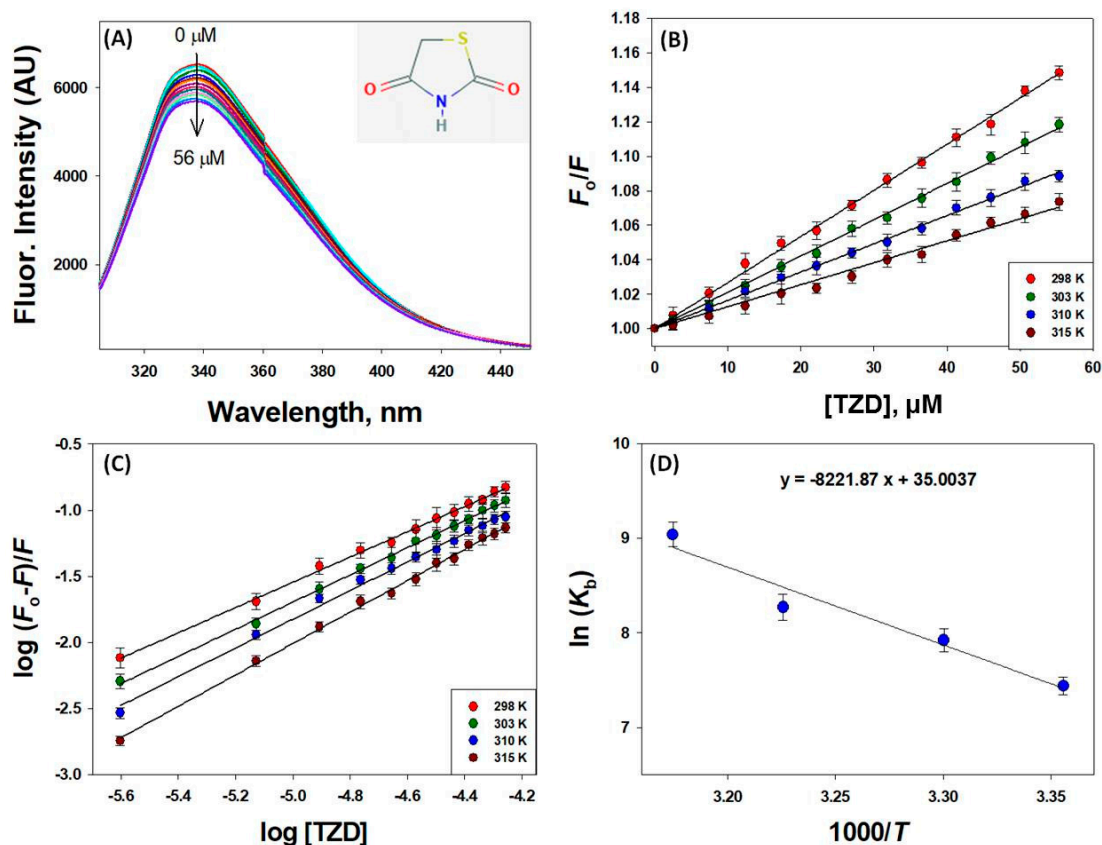 (A)
0 µM
56 µM
S
O
O
N
H
6000
4000
2000
Fluor. Intensity (AU)
320 340 360 380 400 420 440
Wavelength, nm
(B)
1.18
1.16
1.14
1.12
1.10
1.08
1.06
1.04
1.02
1.00
Fo/F
298 K
303 K
310 K
315 K
0 10 20 30 40 50 60
[TZD], µM
(C)
-0.5
-1.0
-1.5
-2.0
-2.5
-3.0
log (Fo-F)/F
298 K
303 K
310 K
315 K
-5.6 -5.4 -5.2 -5.0 -4.8 -4.6 -4.4 -4.2
log [TZD]
(D)
y = -8221.87 x + 35.0037
10
9
8
7
ln (Kb)
3.20 3.25 3.30 3.35
1000/T